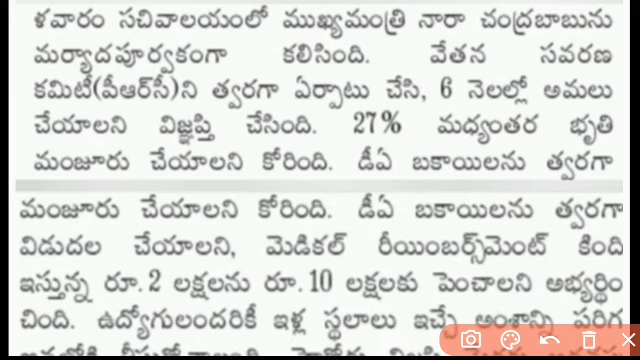 ళవారం సచివాలయంలో ముఖ్యమంత్రి నారా చంద్రబాబును
మర్యాదపూర్వకంగా కలిసింది. వేతన సవరణ
కమిటీ(పీఆర్‌సీ)ని త్వరగా ఏర్పాటు చేసి, 6 నెలల్లో అమలు
చేయాలని విజ్ఞప్తి చేసింది. 27% మధ్యంతర భృతి
మంజూరు చేయాలని కోరింది. డీఏ బకాయిలను త్వరగా
మంజూరు చేయాలని కోరింది. డీఏ బకాయిలను త్వరగా
విడుదల చేయాలని, మెడికల్ రీయింబర్స్‌మెంట్ కింది
ఇస్తున్న రూ.2 లక్షలను రూ.10 లక్షలకు పెంచాలని అభ్యర్థిం
చింది. ఉద్యోగులందరికీ ఇళ్ల స్థలాలు ఇచ్చే అంశాన్ని పరిగ